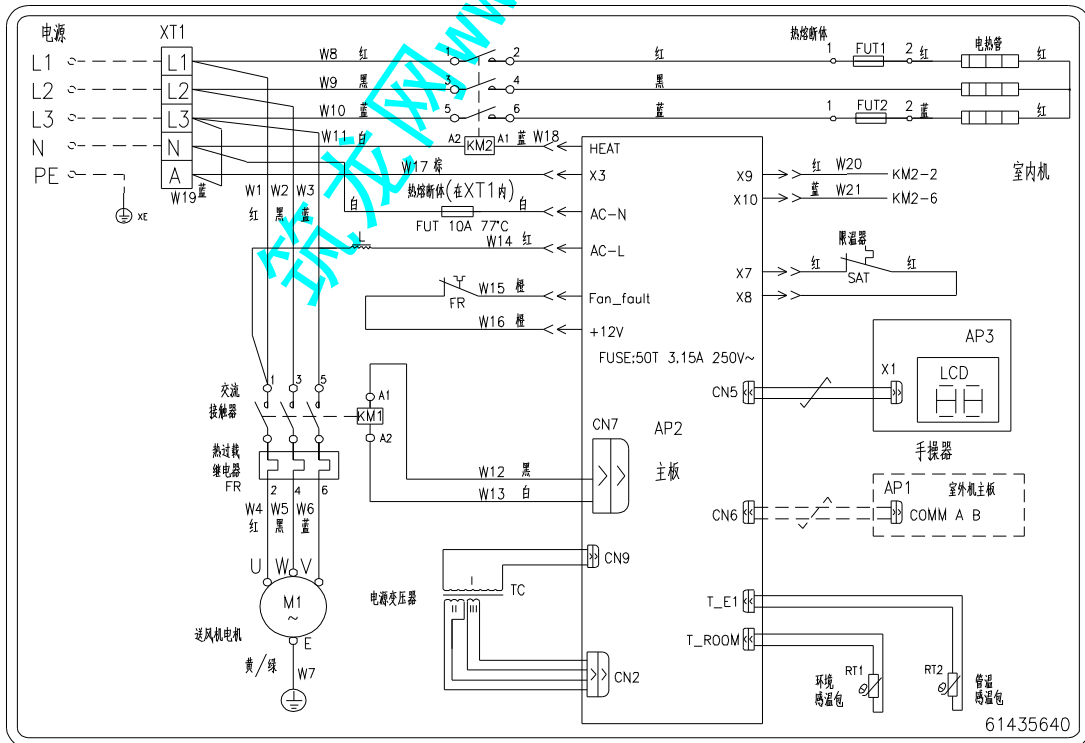 电源
XT1
L1 L1
L2 L2
L3 L3
N N
PE A
XE
W19 蓝
W8 红 1 2 红
W9 黑 3 4 黑
W10 蓝 5 6 蓝
热熔断体
1 FUT1 2 红
电热管
红
1 FUT2 2 蓝
红
W11 白 A2 KM2 A1 蓝 W18
HEAT
W17 棕
X3
热熔断体(在XT1内)
白 白
FUT 10A 77℃
AC-N
L W14 红
AC-L
W1 W2 W3
红 黑 蓝
FR
W15 橙
Fan_fault
W16 橙
+12V
FUSE:50T 3.15A 250V~
X9 红 W20 KM2-2
X10 蓝 W21 KM2-6
室内机
限温器
X7 红 SAT 红
X8
AP3
X1
LCD
CN5
手操器
CN7
AP2
主板
AP1 室外机主板
CN6
COMM A B
交流
接触器
1 3 5
A1
KM1
A2
热过载
继电器
FR
2 4 6
W12 黑
W13 白
W4 W5 W6
红 黑 蓝
U W V
M1
~
送风机电机
E
黄/绿
W7
电源变压器
I
II III
TC
CN9
CN2
T_E1
T_ROOM
环境
感温包
RT1
RT2
管温
感温包
61435640
筑龙网www